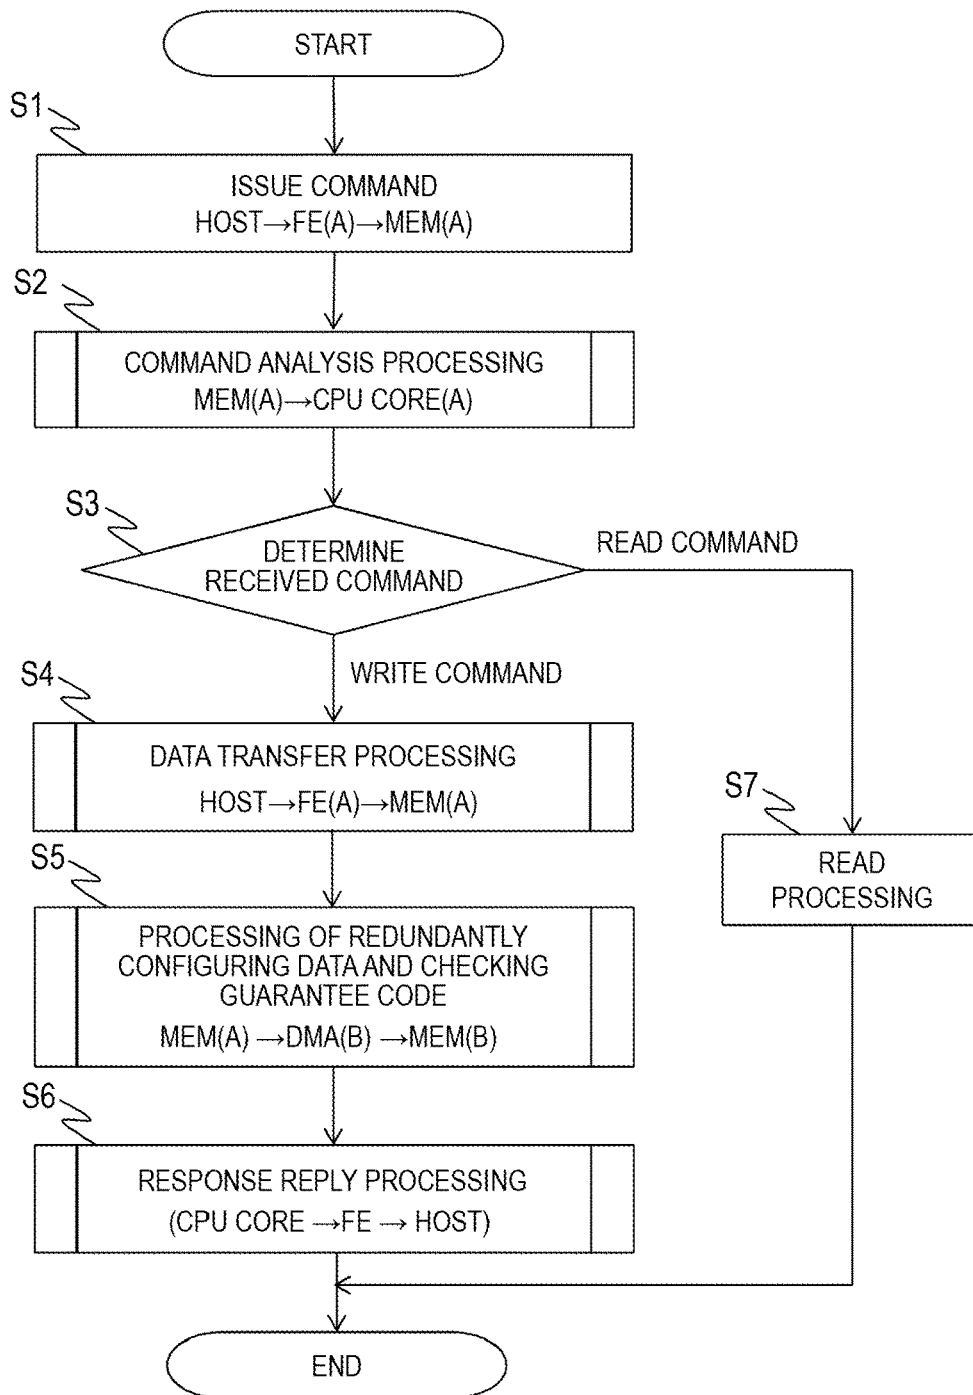 START
S1
ISSUE COMMAND
HOST→FE(A)→MEM(A)
S2
COMMAND ANALYSIS PROCESSING
MEM(A)→CPU CORE(A)
S3
DETERMINE
RECEIVED COMMAND
READ COMMAND
WRITE COMMAND
S4
DATA TRANSFER PROCESSING
HOST→FE(A)→MEM(A)
S7
READ
PROCESSING
S5
PROCESSING OF REDUNDANTLY
CONFIGURING DATA AND CHECKING
GUARANTEE CODE
MEM(A) →DMA(B) →MEM(B)
S6
RESPONSE REPLY PROCESSING
(CPU CORE →FE → HOST)
END